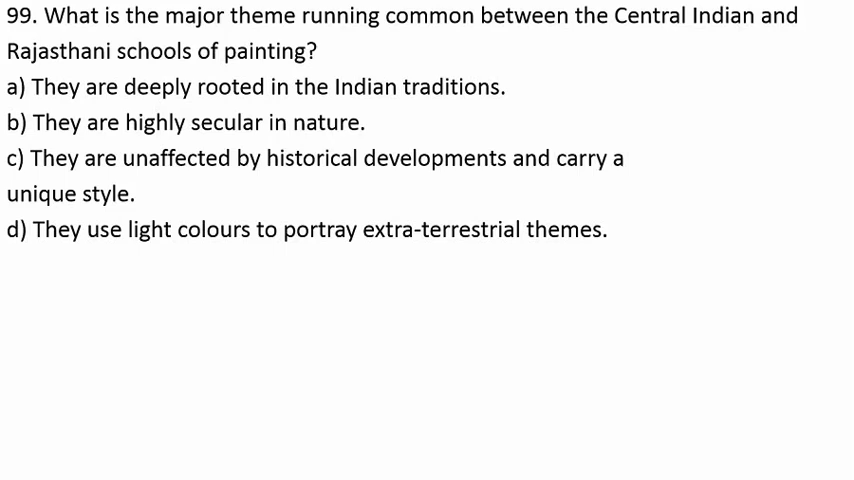 99. What is the major theme running common between the Central Indian and
Rajasthani schools of painting?
a) They are deeply rooted in the Indian traditions.
b) They are highly secular in nature.
c) They are unaffected by historical developments and carry a
unique style.
d) They use light colours to portray extra-terrestrial themes.